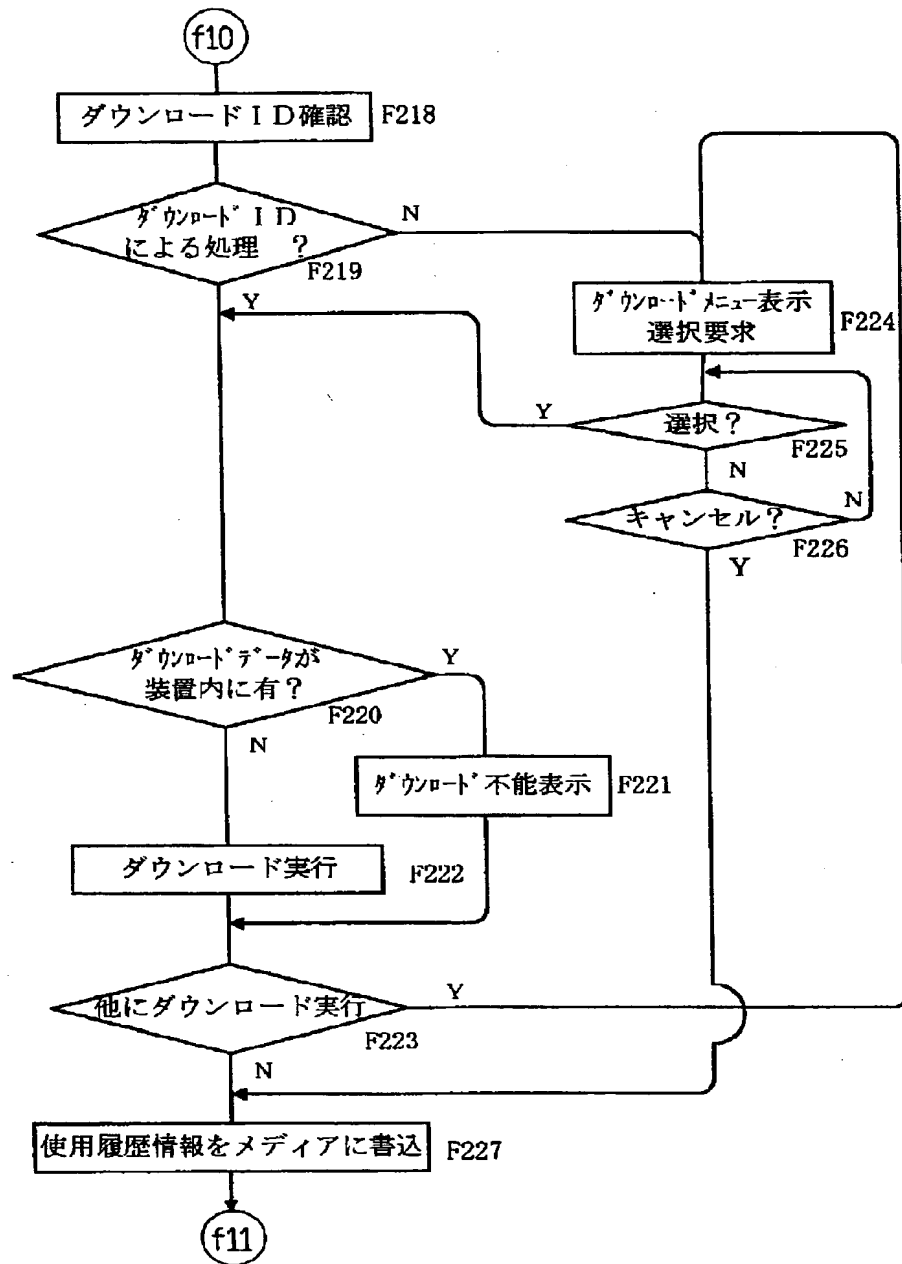 f10
ダウンロードＩＤ確認
F218
ﾀﾞｳﾝﾛｰﾄﾞＩＤ
による処理　？
F219
N
Y
ﾀﾞｳﾝﾛｰﾄﾞﾒﾆｭｰ表示
選択要求
F224
選択？
F225
Y
N
キャンセル？
F226
N
Y
ﾀﾞｳﾝﾛｰﾄﾞデータが
装置内に有？
F220
Y
N
ﾀﾞｳﾝﾛｰﾄﾞ不能表示
F221
ダウンロード実行
F222
他にダウンロード実行
F223
Y
N
使用履歴情報をメディアに書込
F227
f11